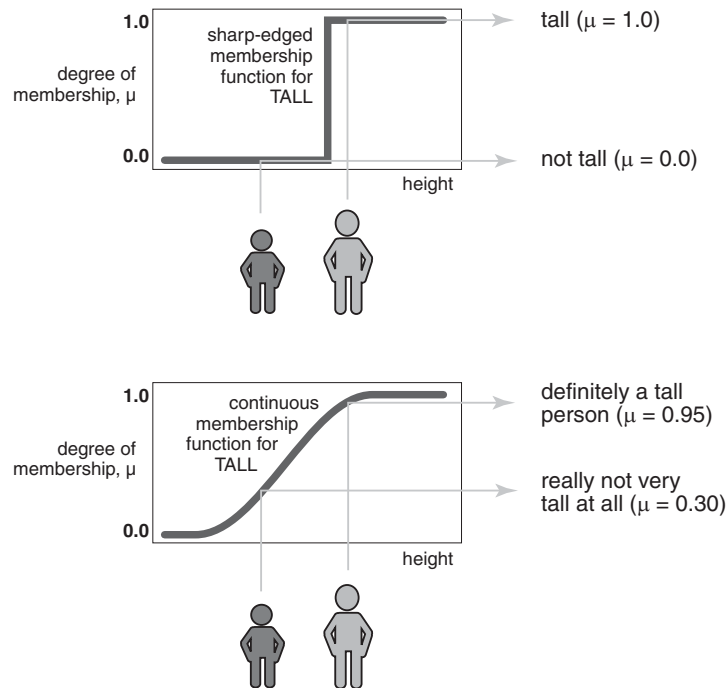 1.0
sharp-edged
membership
function for
TALL
degree of
membership, μ
0.0
height
tall (μ = 1.0)
not tall (μ = 0.0)
1.0
continuous
membership
function for
TALL
degree of
membership, μ
0.0
height
definitely a tall
person (μ = 0.95)
really not very
tall at all (μ = 0.30)